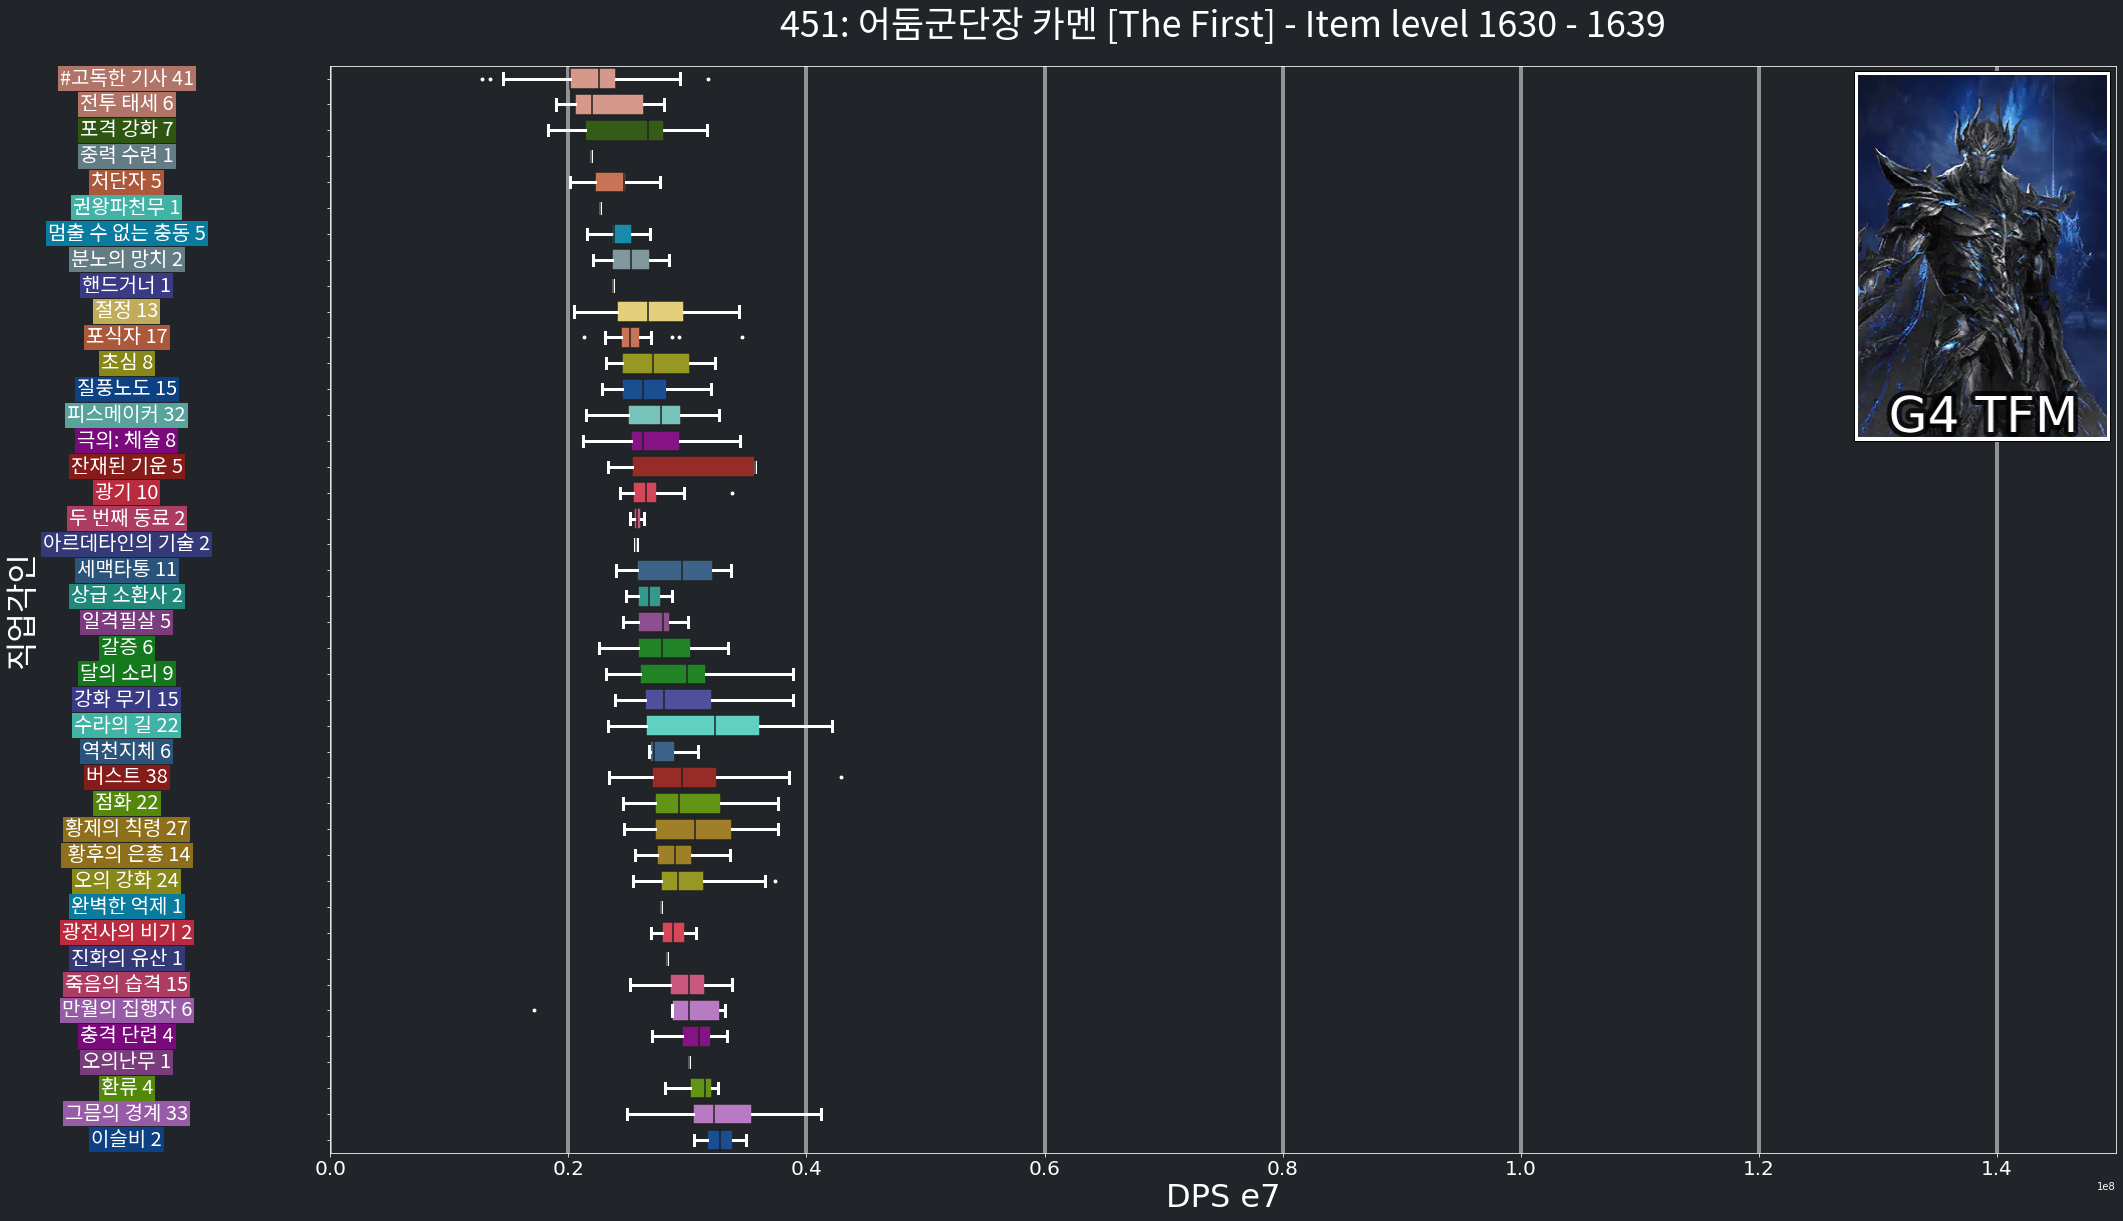 451: 어둠군단장 카멘 [The First] - Item level 1630 - 1639
#고독한 기사 41
전투 태세 6
포격 강화 7
중력 수련 1
처단자 5
권왕파천무 1
멈출 수 없는 충동 5
분노의 망치 2
핸드거너 1
절정 13
포식자 17
초심 8
질풍노도 15
피스메이커 32
극의: 체술 8
잔재된 기운 5
광기 10
두 번째 동료 2
아르데타인의 기술 2
세맥타통 11
상급 소환사 2
일격필살 5
갈증 6
달의 소리 9
강화 무기 15
수라의 길 22
역천지체 6
버스트 38
점화 22
황제의 칙령 27
황후의 은총 14
오의 강화 24
완벽한 억제 1
광전사의 비기 2
진화의 유산 1
죽음의 습격 15
만월의 집행자 6
충격 단련 4
오의난무 1
환류 4
그믐의 경계 33
이슬비 2
직업각인
G4 TFM
0.0 0.2 0.4 0.6 0.8 1.0 1.2 1.4
1e8
DPS e7